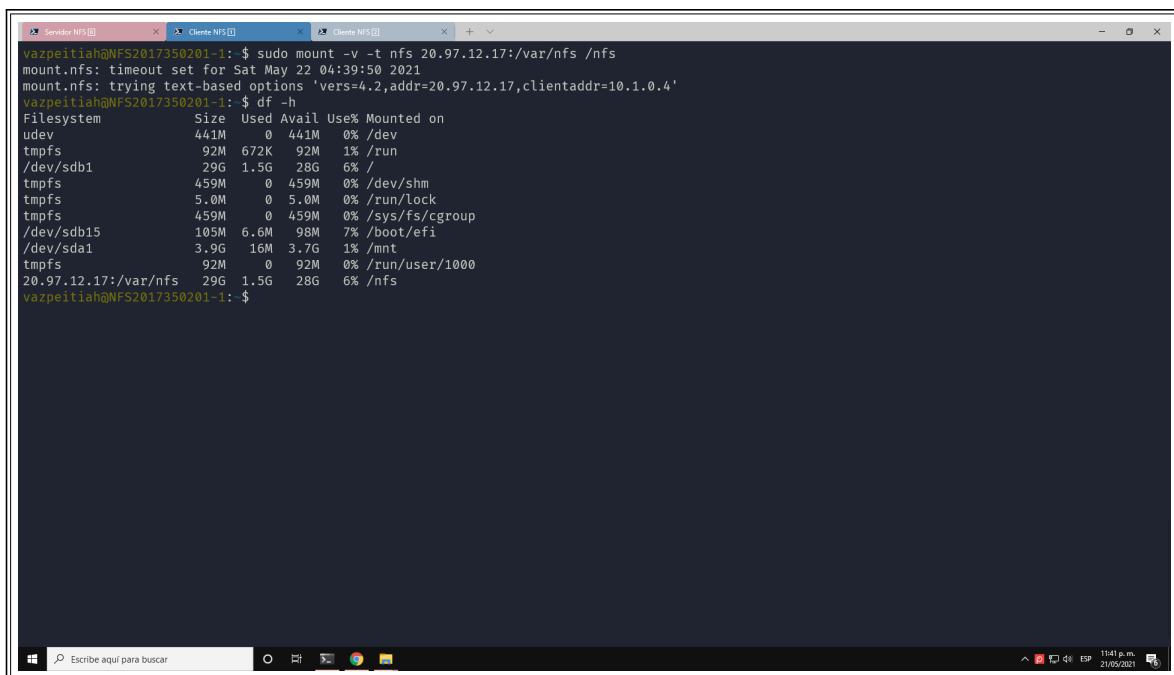 Servidor NFS[0]
Cliente NFS[1]
Cliente NFS[2]
vazpeitiah@NFS2017350201-1:~$ sudo mount -v -t nfs 20.97.12.17:/var/nfs /nfs
mount.nfs: timeout set for Sat May 22 04:39:50 2021
mount.nfs: trying text-based options 'vers=4.2,addr=20.97.12.17,clientaddr=10.1.0.4'
vazpeitiah@NFS2017350201-1:~$ df -h
Filesystem Size Used Avail Use% Mounted on
udev 441M 0 441M 0% /dev
tmpfs 92M 672K 92M 1% /run
/dev/sdb1 29G 1.5G 28G 6% /
tmpfs 459M 0 459M 0% /dev/shm
tmpfs 5.0M 0 5.0M 0% /run/lock
tmpfs 459M 0 459M 0% /sys/fs/cgroup
/dev/sdb15 105M 6.6M 98M 7% /boot/efi
/dev/sda1 3.9G 16M 3.7G 1% /mnt
tmpfs 92M 0 92M 0% /run/user/1000
20.97.12.17:/var/nfs 29G 1.5G 28G 6% /nfs
vazpeitiah@NFS2017350201-1:~$
Escribe aquí para buscar
ESP
11:41 p. m.
21/05/2021